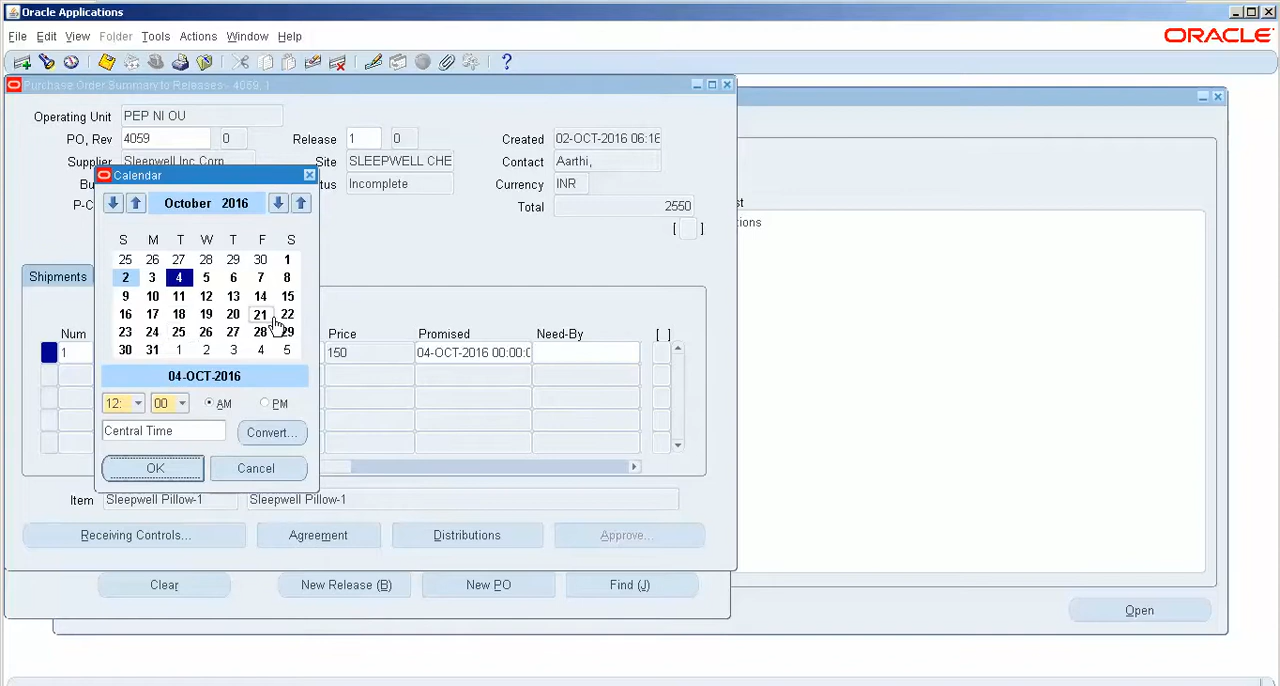 Oracle Applications
File Edit View Folder Tools Actions Window Help
ORACLE
Purchase Order Summary to Releases - 4059, 1
Operating Unit PEP NI OU
PO, Rev 4059 0 Release 1 0 Created 02-OCT-2016 06:16
Supplier Sleepwell Inc Corp Site SLEEPWELL CHE Contact Aarthi,
Bu tus Incomplete Currency INR
P-C Total 2550
[ ]
st
ions
Calendar
October 2016
S M T W T F S
25 26 27 28 29 30 1
2 3 4 5 6 7 8
9 10 11 12 13 14 15
16 17 18 19 20 21 22
23 24 25 26 27 28 29
30 31 1 2 3 4 5
04-OCT-2016
12: 00 AM PM
Central Time Convert...
OK Cancel
Shipments
Num Price Promised Need-By [ ]
1 150 04-OCT-2016 00:00:0
Item Sleepwell Pillow-1 Sleepwell Pillow-1
Receiving Controls... Agreement Distributions Approve...
Clear New Release (B) New PO Find (J)
Open